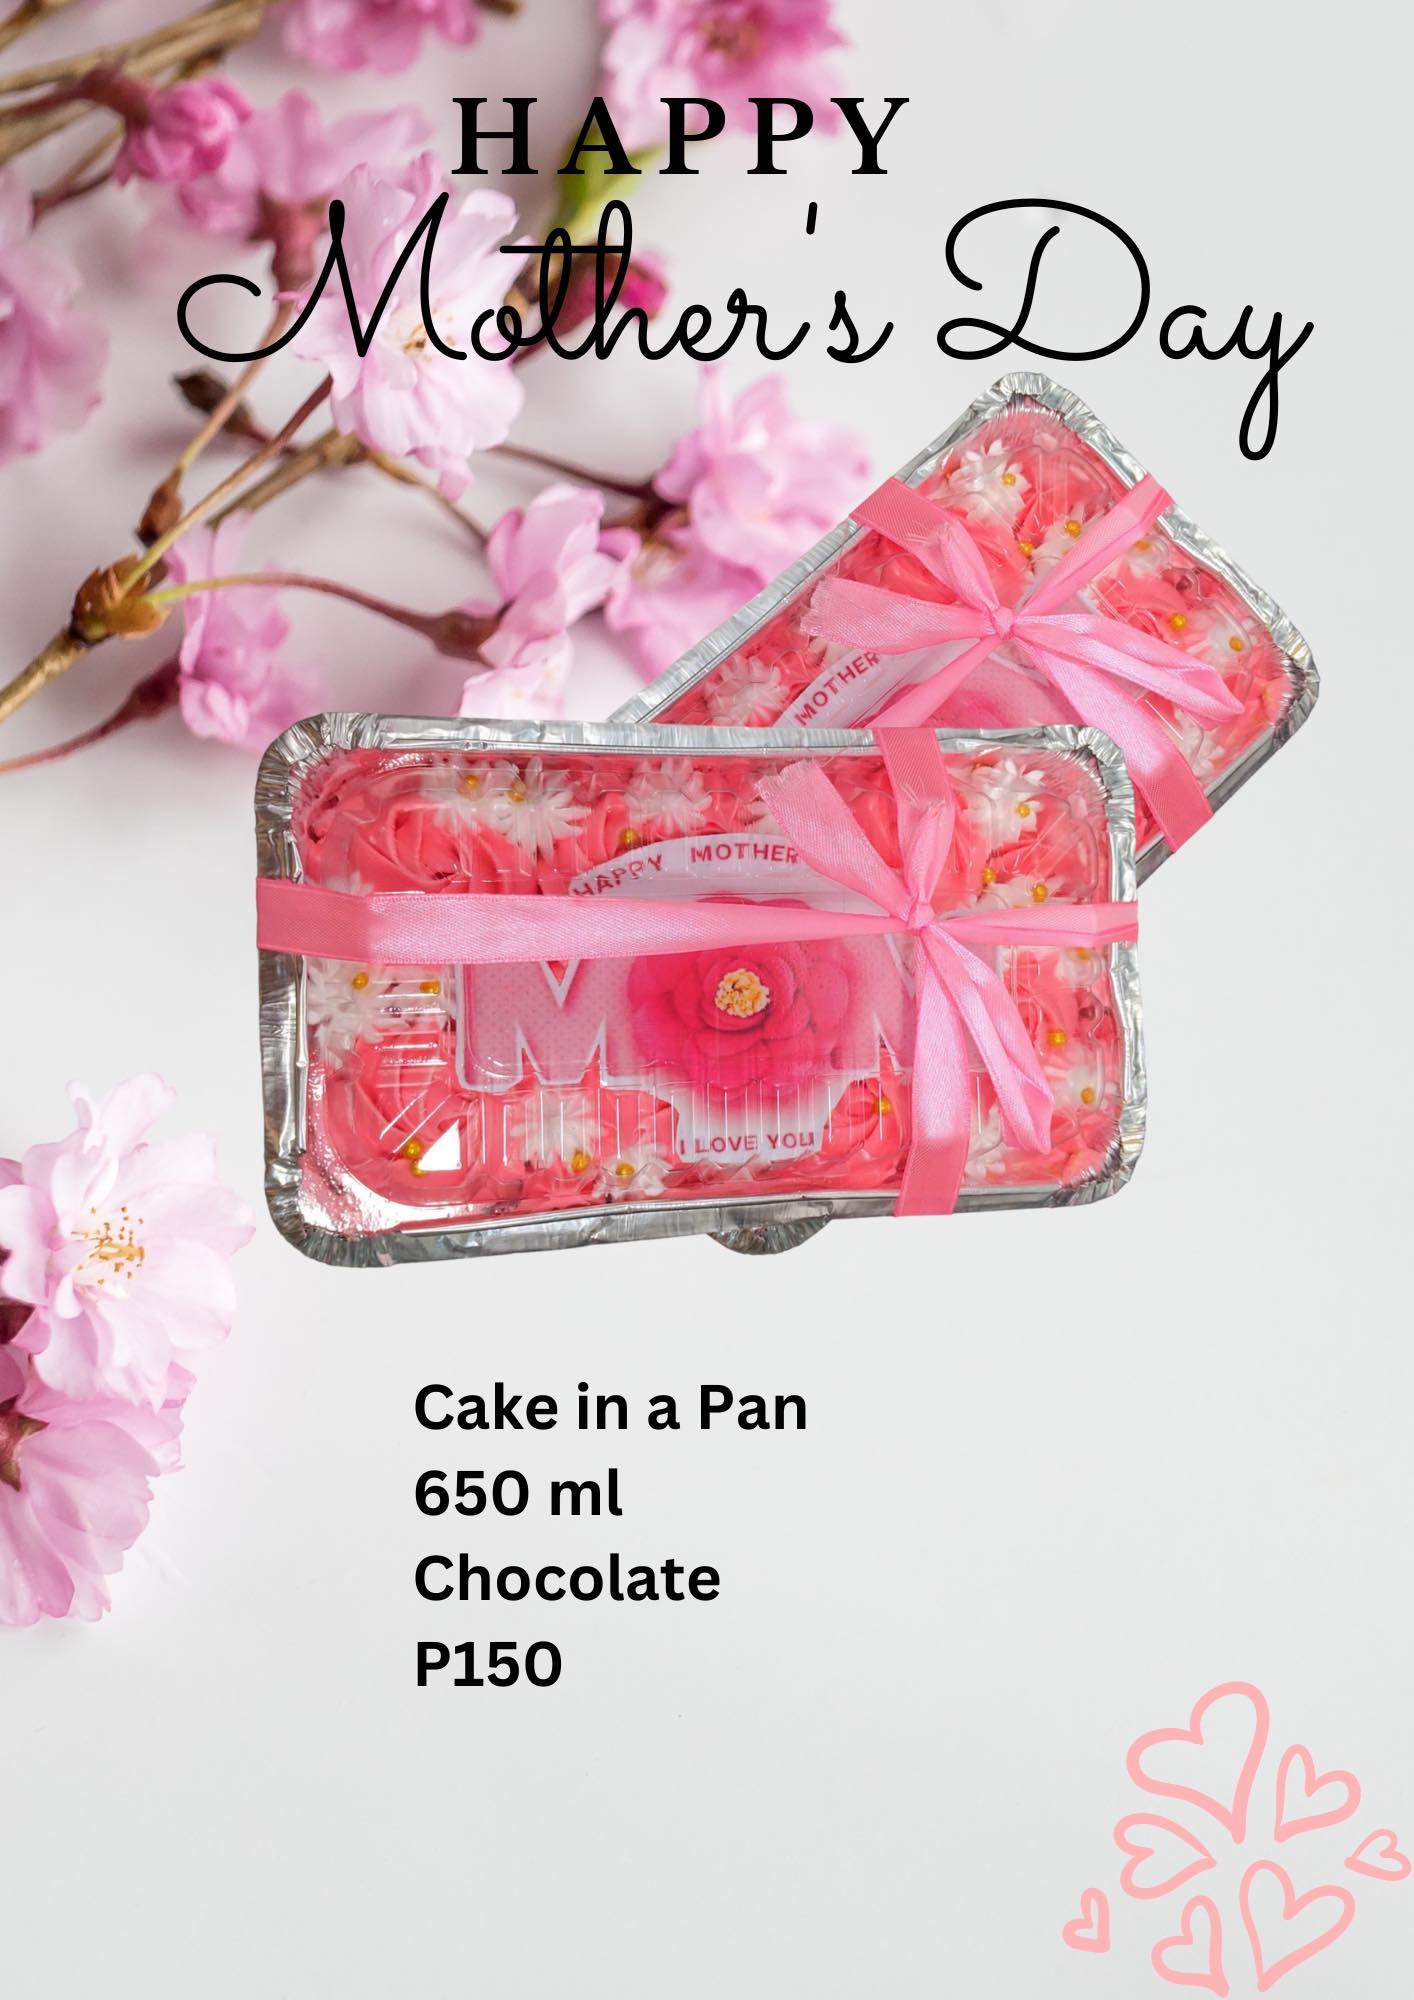 HAPPY
Mother's Day
MOTHER
HAPPY MOTHER
M
I LOVE YOU
Cake in a Pan
650 ml
Chocolate
P150